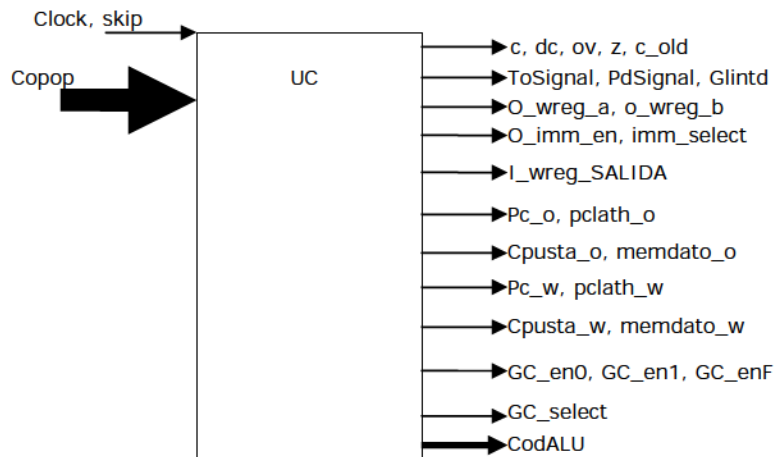 Clock, skip
Copop
UC
c, dc, ov, z, c_old
ToSignal, PdSignal, Glintd
O_wreg_a, o_wreg_b
O_imm_en, imm_select
I_wreg_SALIDA
Pc_o, pclath_o
Cpusta_o, memdato_o
Pc_w, pclath_w
Cpusta_w, memdato_w
GC_en0, GC_en1, GC_enF
GC_select
CodALU